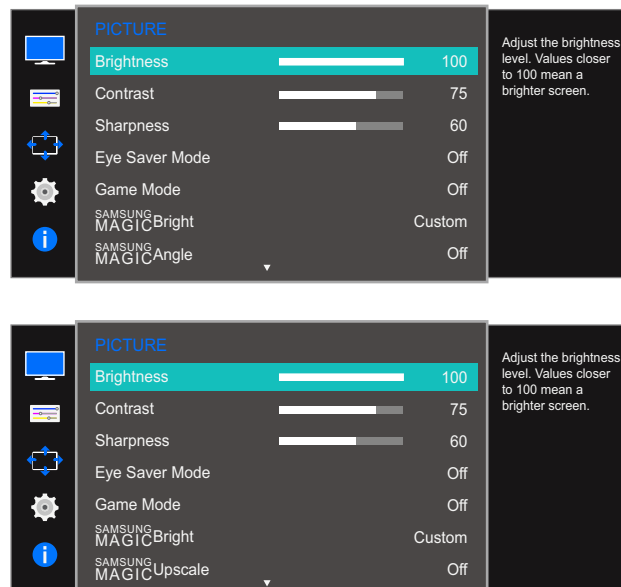 PICTURE
Brightness 100
Contrast 75
Sharpness 60
Eye Saver Mode Off
Game Mode Off
SAMSUNG
MAGICBright Custom
SAMSUNG
MAGICAngle Off
Adjust the brightness
level. Values closer
to 100 mean a
brighter screen.
i
PICTURE
Brightness 100
Contrast 75
Sharpness 60
Eye Saver Mode Off
Game Mode Off
SAMSUNG
MAGICBright Custom
SAMSUNG
MAGICUpscale Off
Adjust the brightness
level. Values closer
to 100 mean a
brighter screen.
i